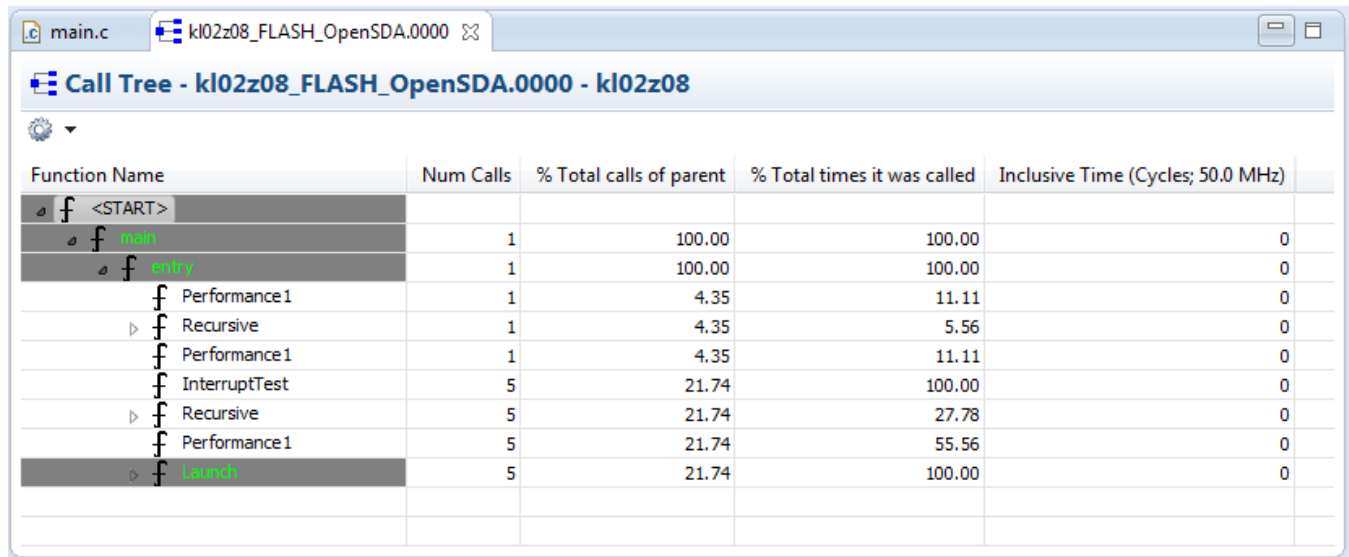 main.c kl02z08_FLASH_OpenSDA.0000
Call Tree - kl02z08_FLASH_OpenSDA.0000 - kl02z08
Function Name Num Calls % Total calls of parent % Total times it was called Inclusive Time (Cycles; 50.0 MHz)
<START>
main 1 100.00 100.00 0
entry 1 100.00 100.00 0
Performance1 1 4.35 11.11 0
Recursive 1 4.35 5.56 0
Performance1 1 4.35 11.11 0
InterruptTest 5 21.74 100.00 0
Recursive 5 21.74 27.78 0
Performance1 5 21.74 55.56 0
Launch 5 21.74 100.00 0